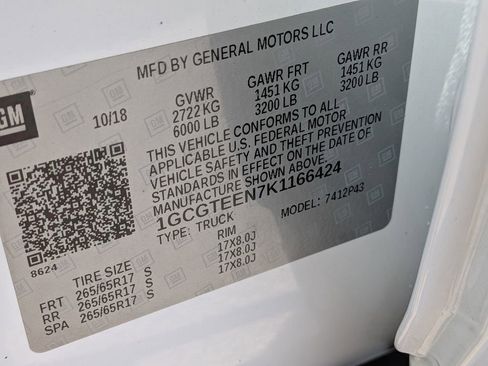 GM
MFD BY GENERAL MOTORS LLC
10/18
GVWR
2722 KG
6000 LB
GAWR FRT
1451 KG
3200 LB
GAWR RR
1451 KG
3200 LB
THIS VEHICLE CONFORMS TO ALL
APPLICABLE U.S. FEDERAL MOTOR
VEHICLE SAFETY AND THEFT PREVENTION
STANDARDS IN EFFECT ON THE DATE OF
MANUFACTURE SHOWN ABOVE.
1GCGTEEN7K1166424
TYPE: TRUCK
MODEL: 7412P43
8624
TIRE SIZE
RIM
FRT 265/65R17 S 17X8.0J
RR 265/65R17 S 17X8.0J
SPA 265/65R17 S 17X8.0J